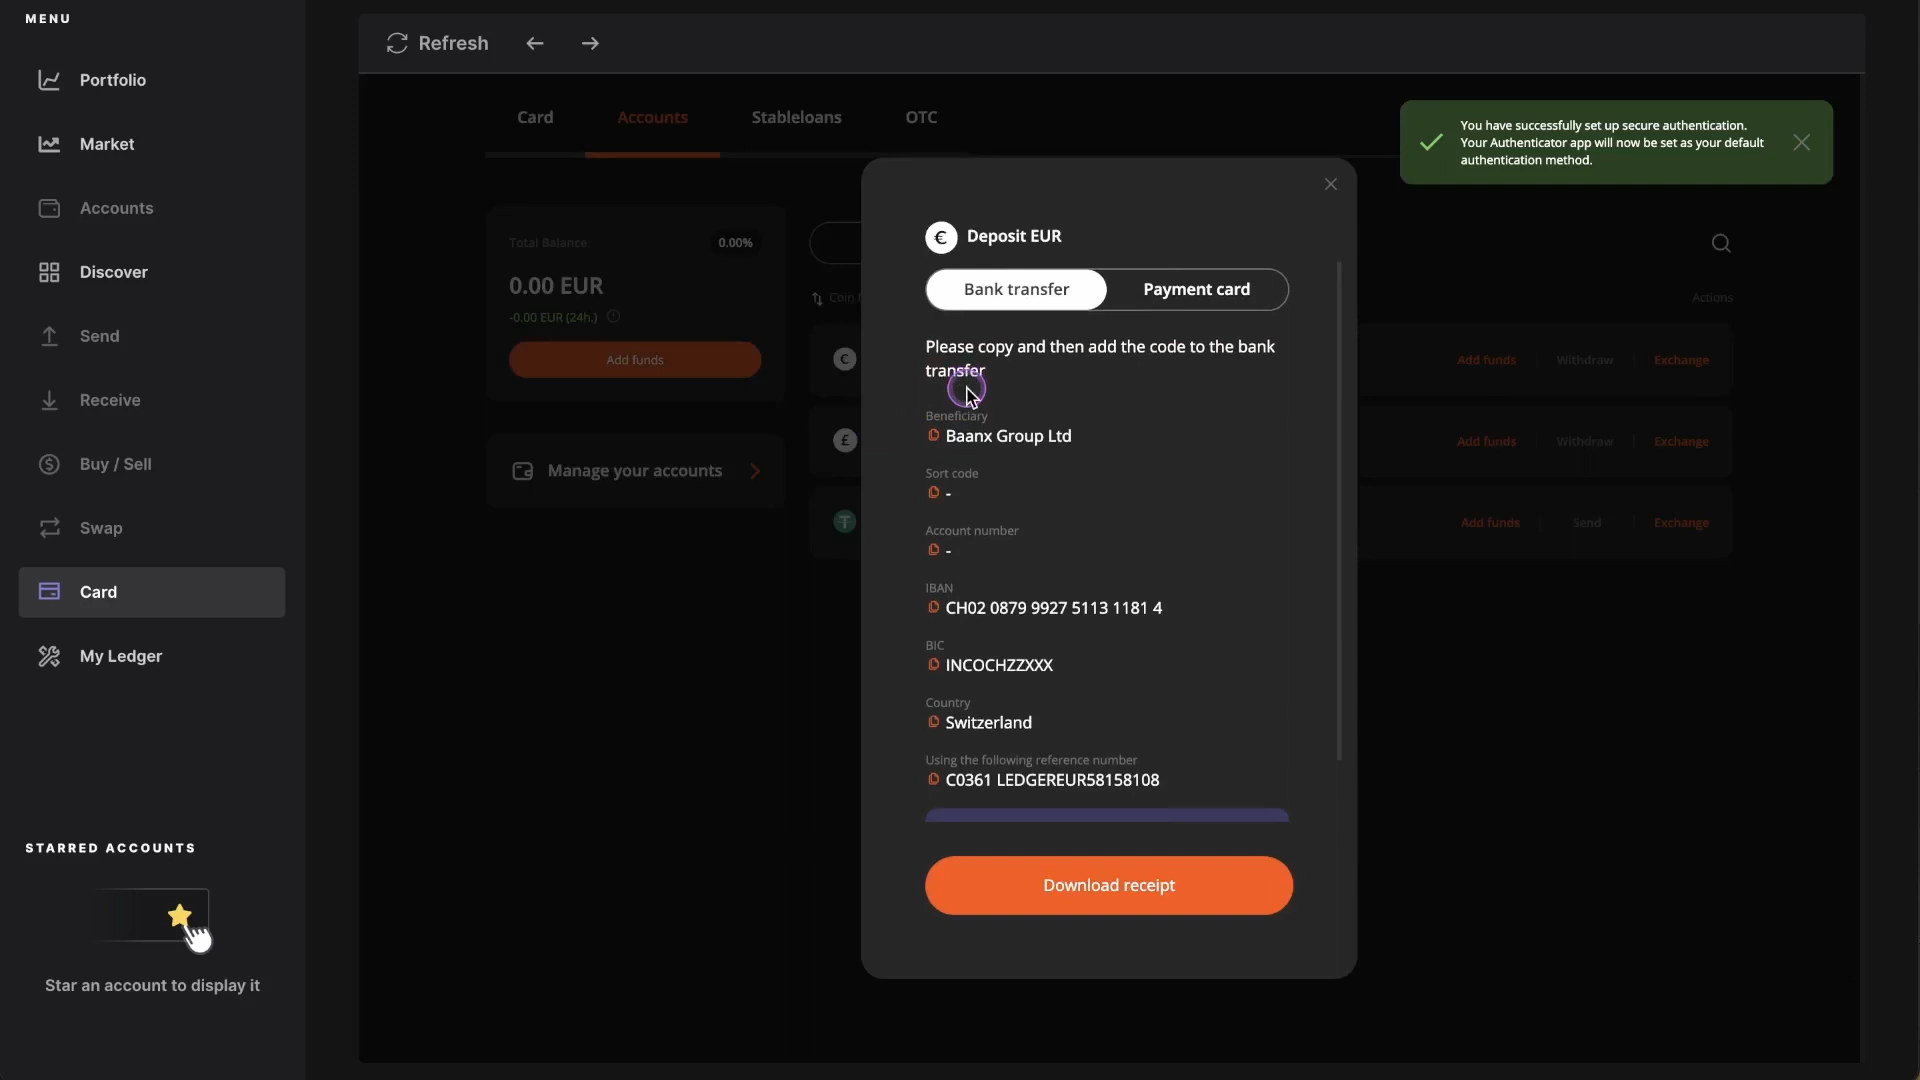 MENU
Portfolio
Market
Accounts
Discover
Send
Receive
Buy / Sell
Swap
Card
My Ledger
STARRED ACCOUNTS
Star an account to display it
Refresh
Card
Accounts
Stableloans
OTC
You have successfully set up secure authentication.
Your Authenticator app will now be set as your default
authentication method.
Total Balance
0.00%
0.00 EUR
-0.00 EUR (24h.)
Add funds
Manage your accounts
Coin
Actions
€
Add funds
Withdraw
Exchange
£
Add funds
Withdraw
Exchange
Add funds
Send
Exchange
€ Deposit EUR
Bank transfer
Payment card
Please copy and then add the code to the bank
transfer
Beneficiary
Baanx Group Ltd
Sort code
-
Account number
-
IBAN
CH02 0879 9927 5113 1181 4
BIC
INCOCHZZXXX
Country
Switzerland
Using the following reference number
C0361 LEDGEREUR58158108
Download receipt